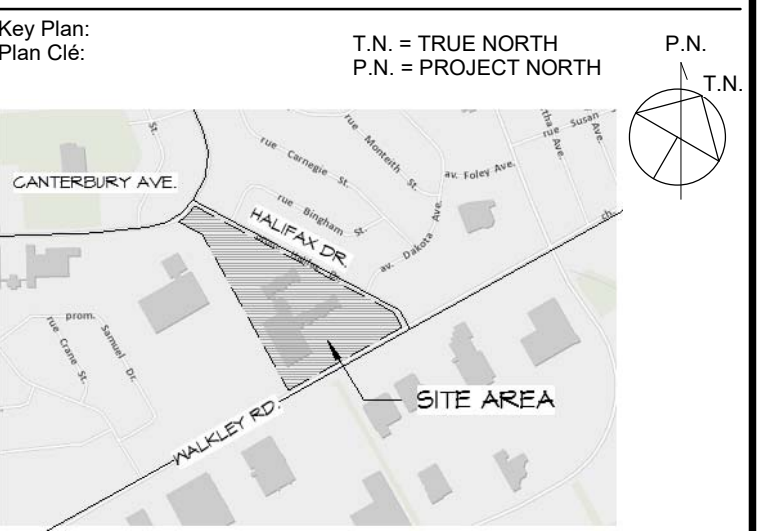 Key Plan:
Plan Clé:
T.N. = TRUE NORTH
P.N. = PROJECT NORTH
P.N.
T.N.
St.
rue Monteith St.
rue Susan Ave.
rue Carnegie St.
av. Foley Ave.
CANTERBURY AVE.
rue Bingham St.
HALIFAX DR.
av. Dakota Ave.
ch.
prom. Samuel Dr.
rue Crane St.
SITE AREA
WALKLEY RD.